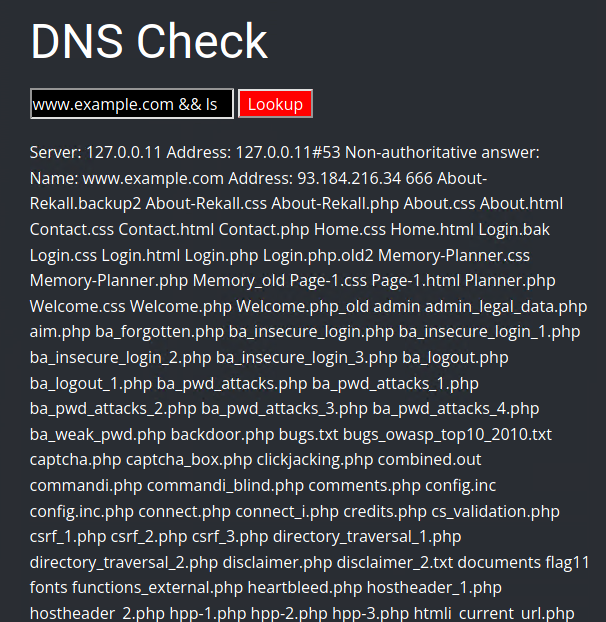 DNS Check
www.example.com && ls
Lookup
Server: 127.0.0.11 Address: 127.0.0.11#53 Non-authoritative answer:
Name: www.example.com Address: 93.184.216.34 666 About-
Rekall.backup2 About-Rekall.css About-Rekall.php About.css About.html
Contact.css Contact.html Contact.php Home.css Home.html Login.bak
Login.css Login.html Login.php Login.php.old2 Memory-Planner.css
Memory-Planner.php Memory_old Page-1.css Page-1.html Planner.php
Welcome.css Welcome.php Welcome.php_old admin admin_legal_data.php
aim.php ba_forgotten.php ba_insecure_login.php ba_insecure_login_1.php
ba_insecure_login_2.php ba_insecure_login_3.php ba_logout.php
ba_logout_1.php ba_pwd_attacks.php ba_pwd_attacks_1.php
ba_pwd_attacks_2.php ba_pwd_attacks_3.php ba_pwd_attacks_4.php
ba_weak_pwd.php backdoor.php bugs.txt bugs_owasp_top10_2010.txt
captcha.php captcha_box.php clickjacking.php combined.out
commandi.php commandi_blind.php comments.php config.inc
config.inc.php connect.php connect_i.php credits.php cs_validation.php
csrf_1.php csrf_2.php csrf_3.php directory_traversal_1.php
directory_traversal_2.php disclaimer.php disclaimer_2.txt documents flag11
fonts functions_external.php heartbleed.php hostheader_1.php
hostheader_2.php hpp-1.php hpp-2.php hpp-3.php htmli_current_url.php